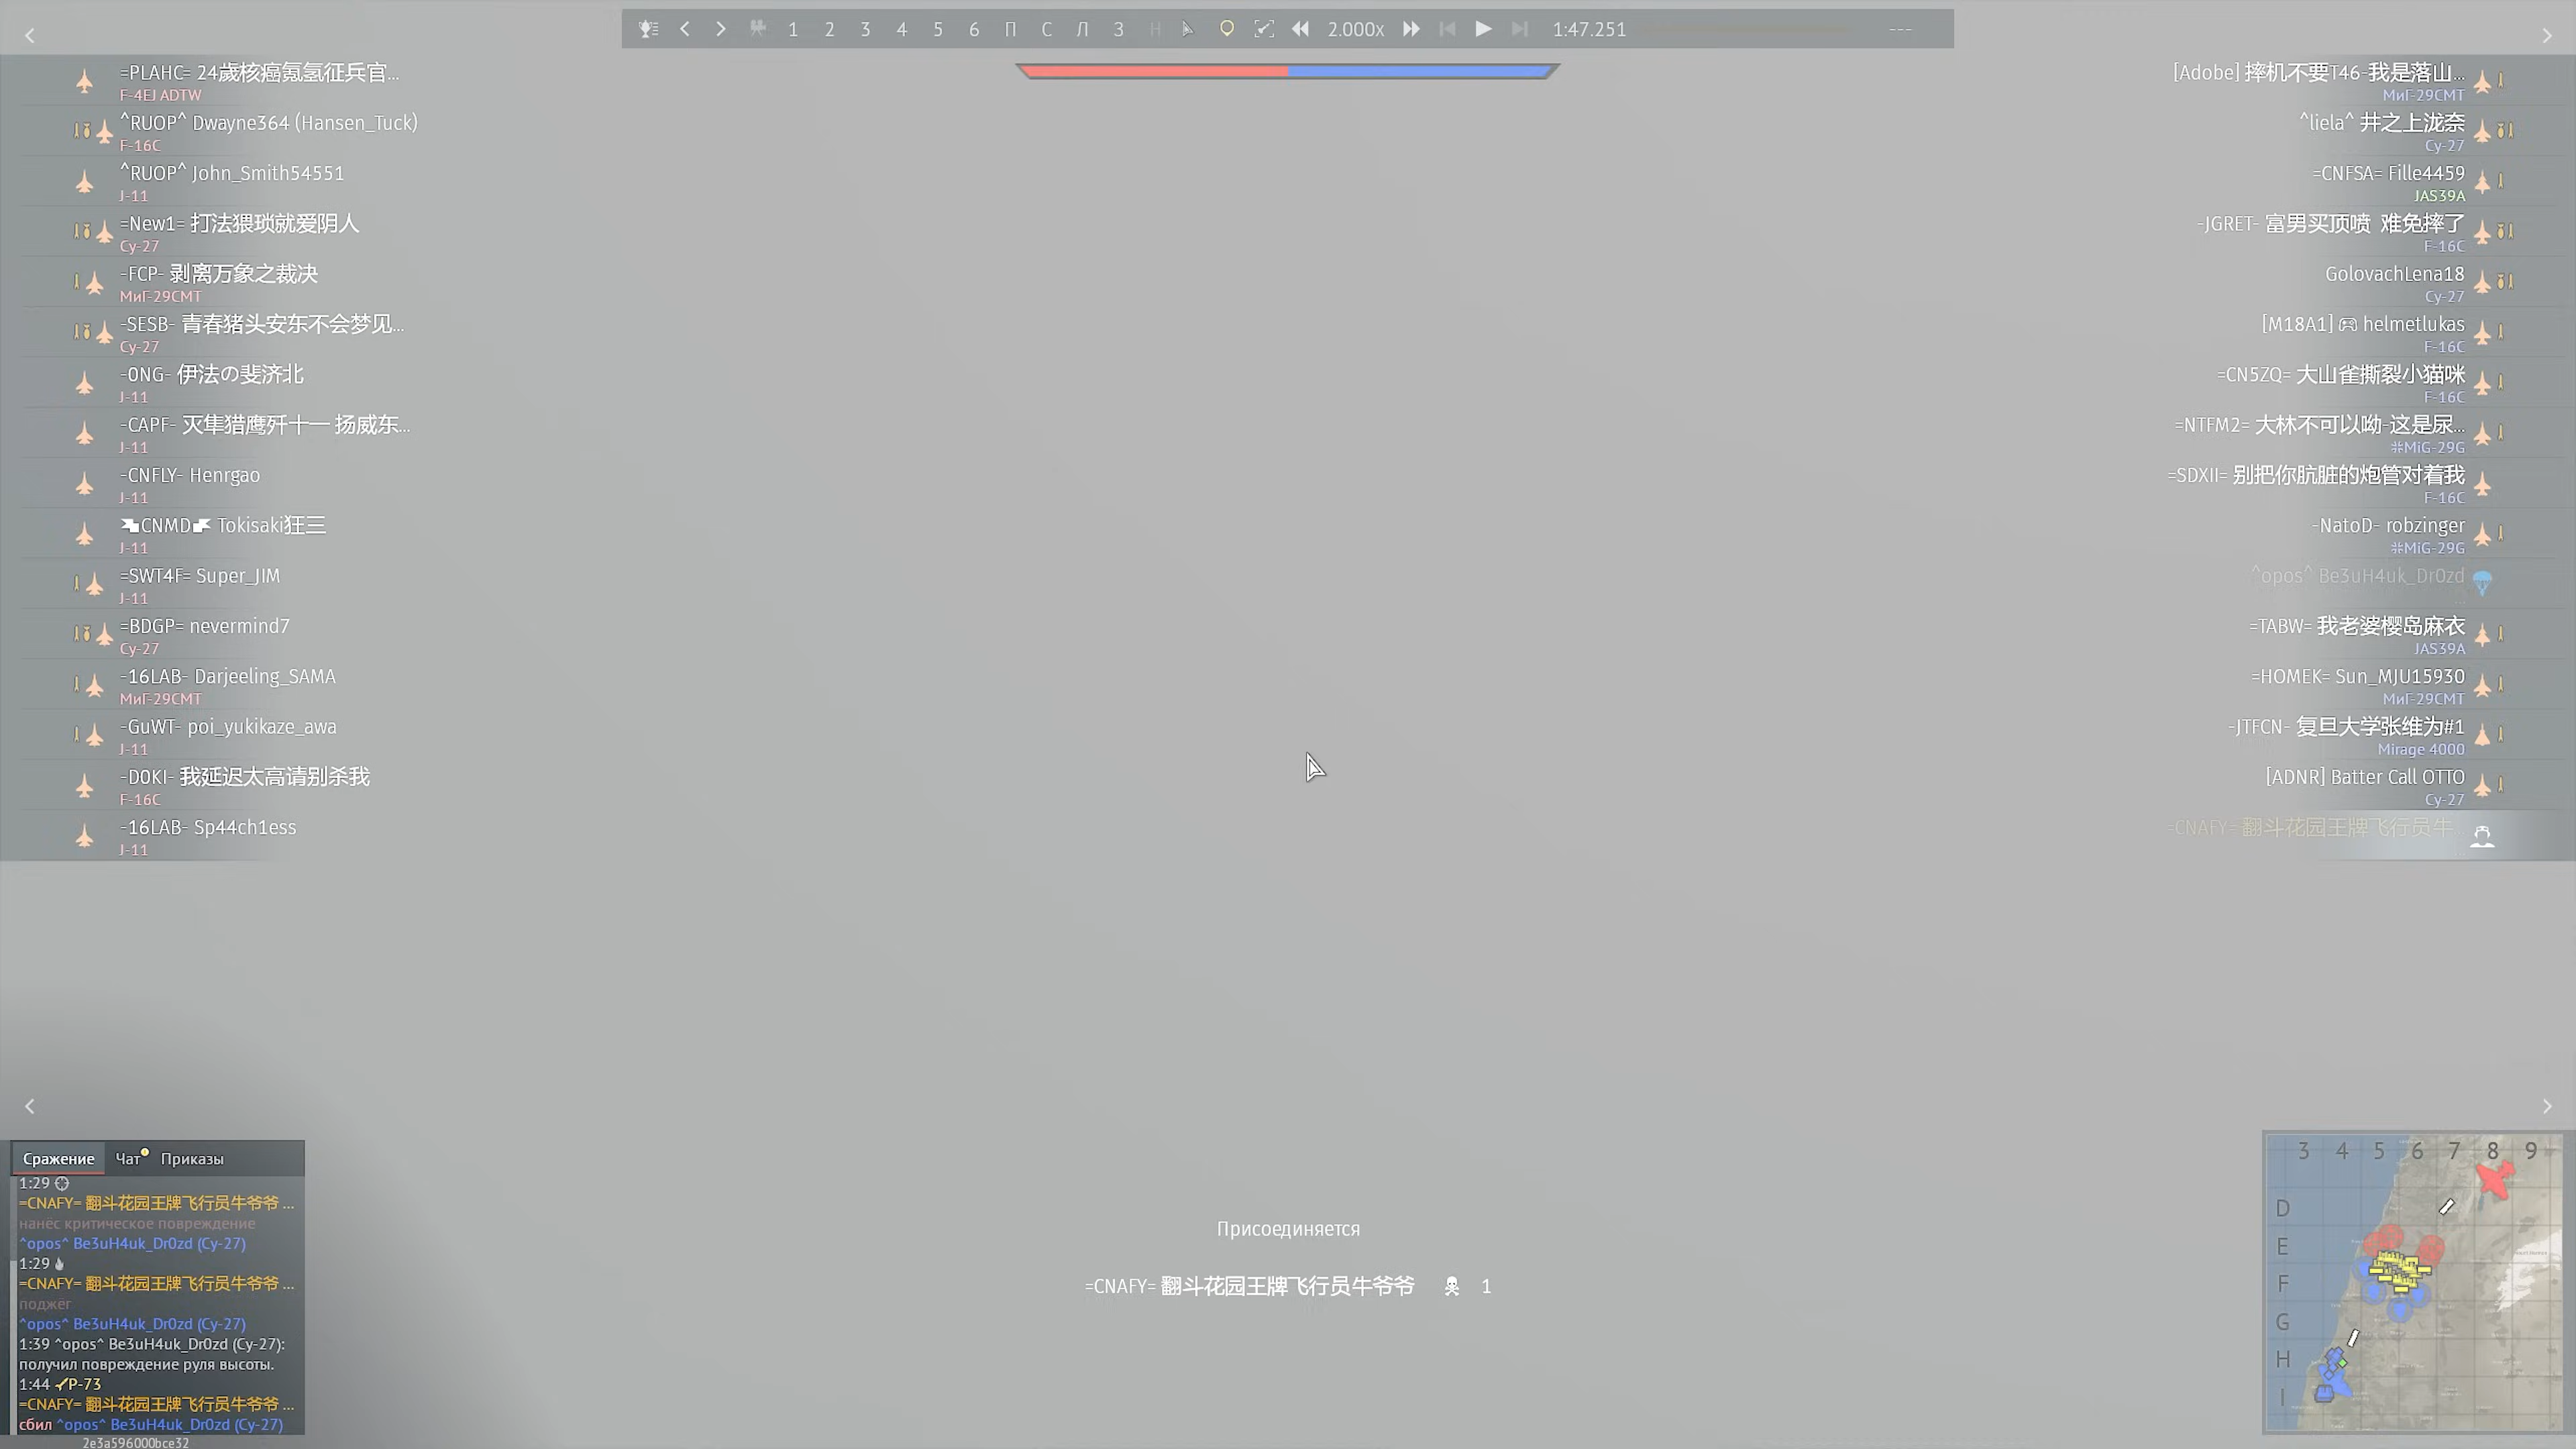 1 2 3 4 5 6 П С Л З Н 2.000x 1:47.251 ---
=PLAHC= 24歲核癌氪氢征兵官...
F-4EJ ADTW
^RUOP^ Dwayne364 (Hansen_Tuck)
F-16C
^RUOP^ John_Smith54551
J-11
=New1= 打法猥琐就爱阴人
Су-27
-FCP- 剥离万象之裁决
МиГ-29СМТ
-SESB- 青春猪头安东不会梦见...
Су-27
-0NG- 伊法の斐济北
J-11
-CAPF- 灭隼猎鹰歼十一 扬威东...
J-11
-CNFLY- Henrgao
J-11
CNMD Tokisaki狂三
J-11
=SWT4F= Super_JIM
J-11
=BDGP= nevermind7
Су-27
-16LAB- Darjeeling_SAMA
МиГ-29СМТ
-GuWT- poi_yukikaze_awa
J-11
-D0KI- 我延迟太高请别杀我
F-16C
-16LAB- Sp44ch1ess
J-11
[Adobe] 摔机不要T46-我是落山...
МиГ-29СМТ
^liela^ 井之上泷奈
Су-27
=CNFSA= Fille4459
JAS39A
-JGRET- 富男买顶喷 难免摔了
F-16C
GolovachLena18
Су-27
[M18A1] helmetlukas
F-16C
=CN5ZQ= 大山雀撕裂小猫咪
F-16C
=NTFM2= 大林不可以呦-这是尿...
MiG-29G
=SDXII= 别把你肮脏的炮管对着我
F-16C
-NatoD- robzinger
MiG-29G
^opos^ Be3uH4uk_Dr0zd
=TABW= 我老婆樱岛麻衣
JAS39A
=HOMEK= Sun_MJU15930
МиГ-29СМТ
-JTFCN- 复旦大学张维为#1
Mirage 4000
[ADNR] Batter Call OTTO
Су-27
=CNAFY= 翻斗花园王牌飞行员牛...
Сражение Чат Приказы
1:29
=CNAFY= 翻斗花园王牌飞行员牛爷爷 ...
нанёс критическое повреждение
^opos^ Be3uH4uk_Dr0zd (Су-27)
1:29
=CNAFY= 翻斗花园王牌飞行员牛爷爷 ...
поджёг
^opos^ Be3uH4uk_Dr0zd (Су-27)
1:39 ^opos^ Be3uH4uk_Dr0zd (Су-27):
получил повреждение руля высоты.
1:44 Р-73
=CNAFY= 翻斗花园王牌飞行员牛爷爷 ...
сбил ^opos^ Be3uH4uk_Dr0zd (Су-27)
2e3a596000bce32
Присоединяется
=CNAFY= 翻斗花园王牌飞行员牛爷爷 1
3 4 5 6 7 8 9
D
E
F
G
H
I